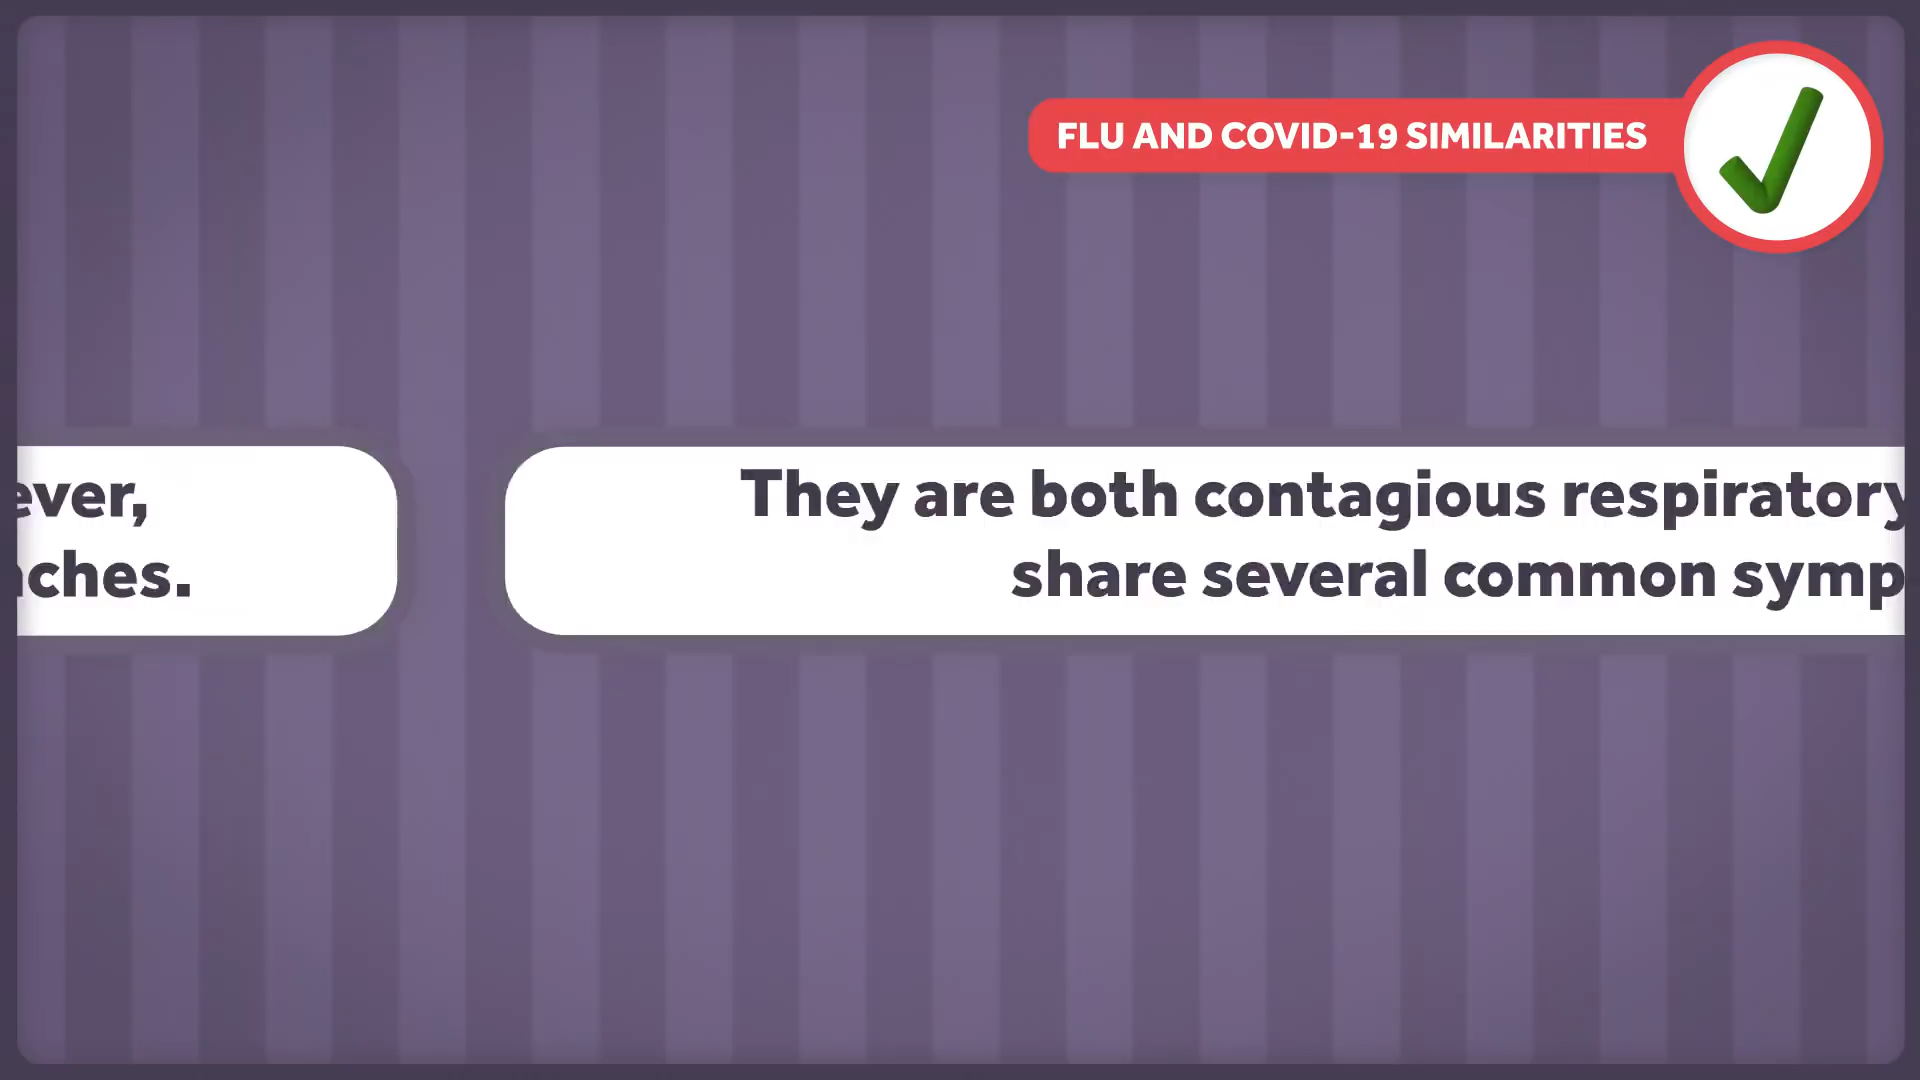 FLU AND COVID-19 SIMILARITIES
ever,
ches.
They are both contagious respiratory
share several common symp